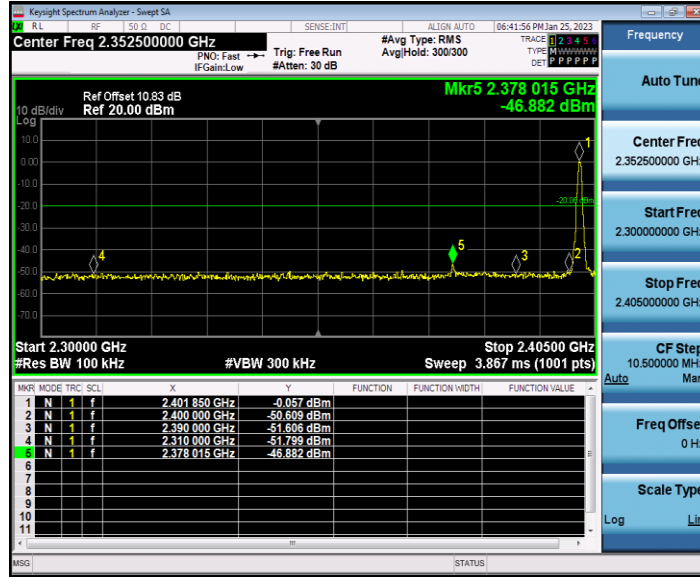 Keysight Spectrum Analyzer - Swept SA
LXI RL RF 50 Ω DC SENSE:INT ALIGN AUTO 06:41:56 PM Jan 25, 2023
Center Freq 2.352500000 GHz
PNO: Fast
IFGain:Low
Trig: Free Run
#Atten: 30 dB
#Avg Type: RMS
Avg|Hold: 300/300
TRACE 1 2 3 4 5 6
TYPE MWWWWW
DET P P P P P P
Ref Offset 10.83 dB
Ref 20.00 dBm
Mkr5 2.378 015 GHz
-46.882 dBm
10 dB/div
Log
10.0
0.00
-10.0
-20.0
-30.0
-40.0
-50.0
-60.0
-70.0
1
2
3
4
5
Start 2.30000 GHz
Stop 2.40500 GHz
#Res BW 100 kHz #VBW 300 kHz Sweep 3.867 ms (1001 pts)
MKR MODE TRC SCL X Y FUNCTION FUNCTION WIDTH FUNCTION VALUE
1 N 1 f 2.401 850 GHz -0.057 dBm
2 N 1 f 2.400 000 GHz -50.609 dBm
3 N 1 f 2.390 000 GHz -51.606 dBm
4 N 1 f 2.310 000 GHz -51.799 dBm
5 N 1 f 2.378 015 GHz -46.882 dBm
6
7
8
9
10
11
MSG STATUS
Frequency
Auto Tune
Center Freq
2.352500000 GHz
Start Freq
2.300000000 GHz
Stop Freq
2.405000000 GHz
CF Step
10.500000 MHz
Auto Man
Freq Offset
0 Hz
Scale Type
Log Lin